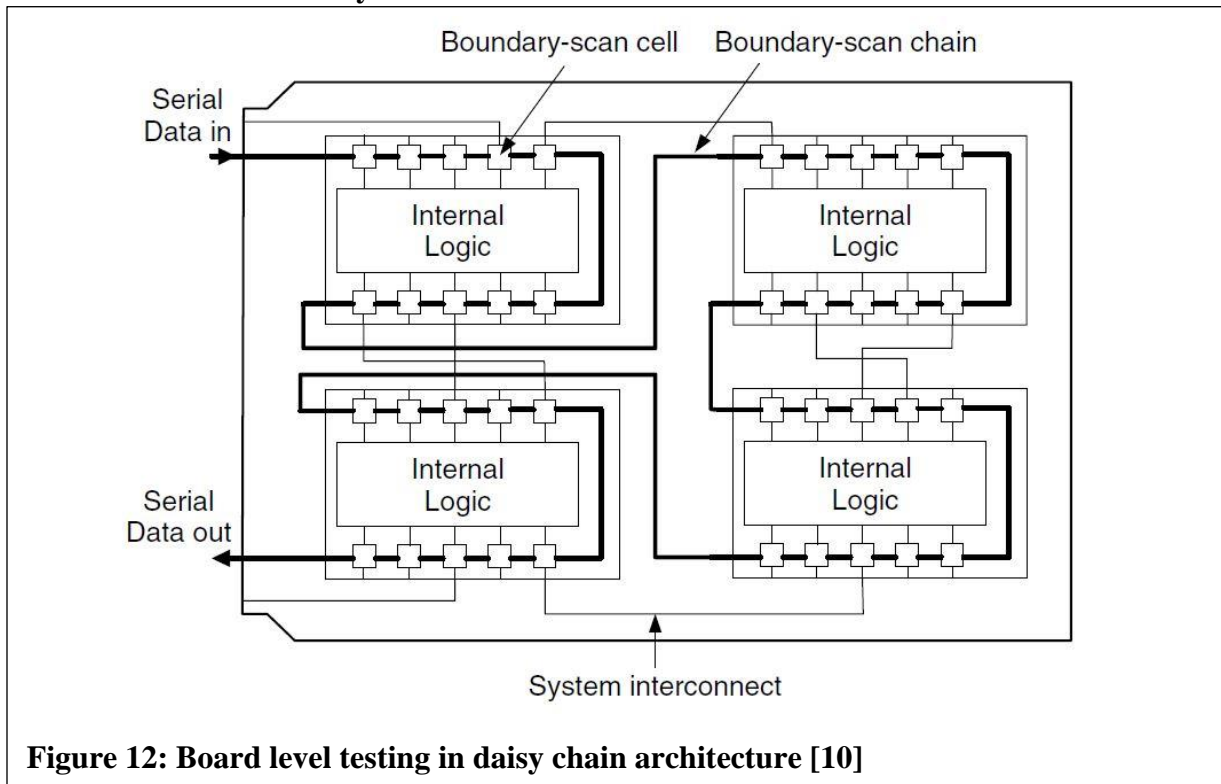 Boundary-scan cell
Boundary-scan chain
Serial
Data in
Internal
Logic
Internal
Logic
Internal
Logic
Internal
Logic
Serial
Data out
System interconnect
Figure 12: Board level testing in daisy chain architecture [10]